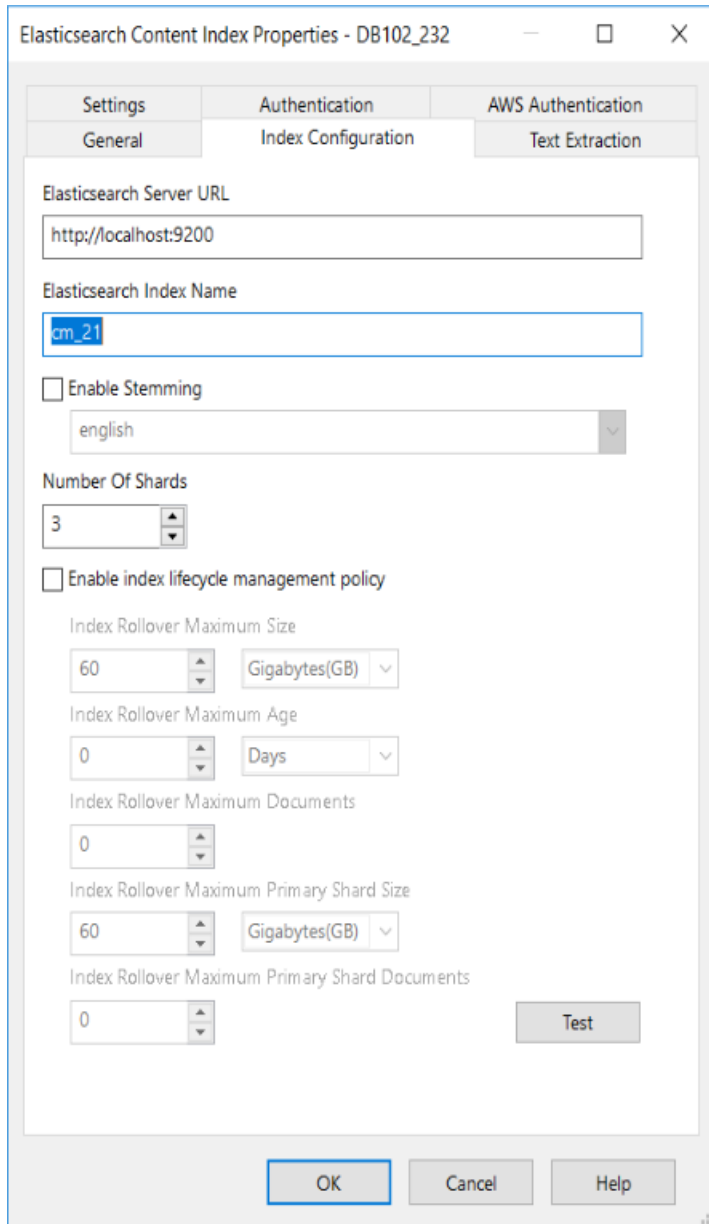 Elasticsearch Content Index Properties - DB102_232
Settings Authentication AWS Authentication
General Index Configuration Text Extraction
Elasticsearch Server URL
http://localhost:9200
Elasticsearch Index Name
cm_21
Enable Stemming
english
Number Of Shards
3
Enable index lifecycle management policy
Index Rollover Maximum Size
60 Gigabytes(GB)
Index Rollover Maximum Age
0 Days
Index Rollover Maximum Documents
0
Index Rollover Maximum Primary Shard Size
60 Gigabytes(GB)
Index Rollover Maximum Primary Shard Documents
0 Test
OK Cancel Help